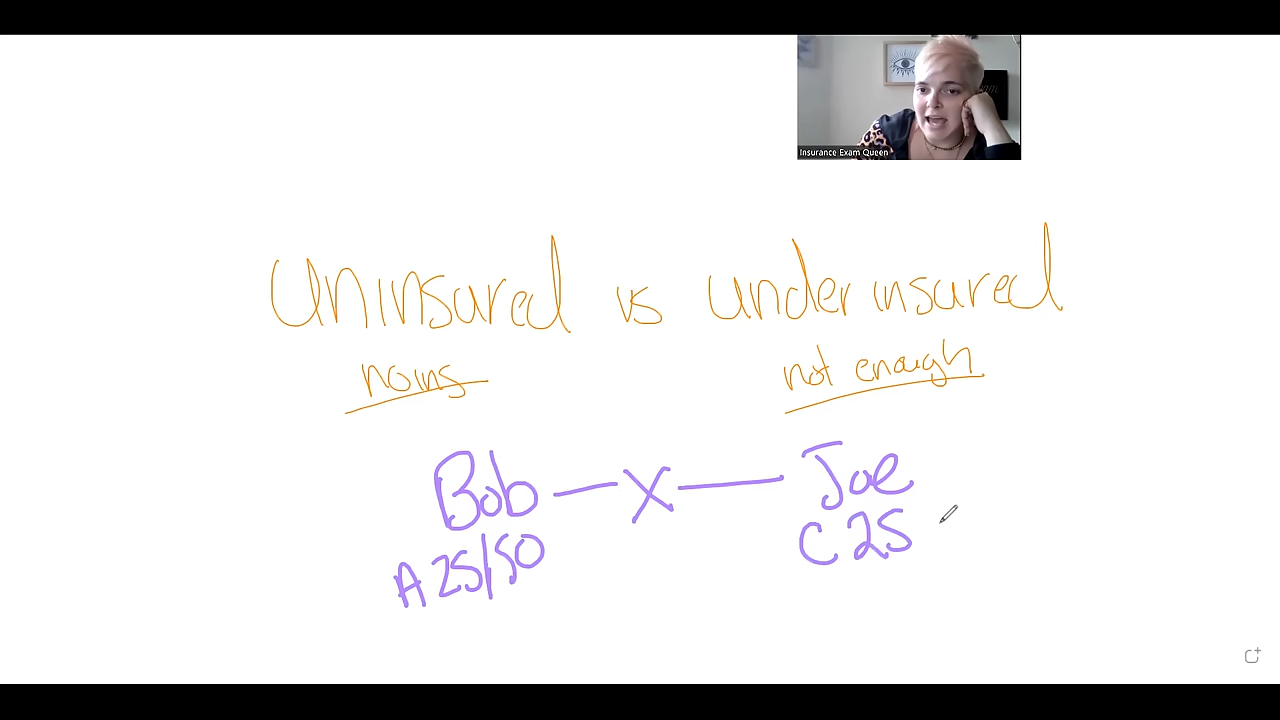 Insurance Exam Queen
Uninsured vs underinsured
no ins not enough
Bob — X — Joe
A 25/50 C 25